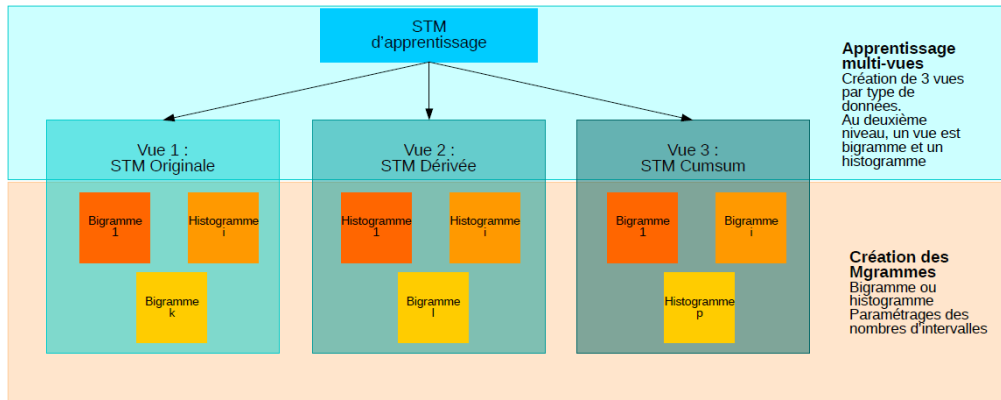 STM
d'apprentissage
Apprentissage
multi-vues
Création de 3 vues
par type de
données.
Au deuxième
niveau, un vue est
bigramme et un
histogramme
Vue 1 :
STM Originale
Vue 2 :
STM Dérivée
Vue 3 :
STM Cumsum
Bigramme
1
Histogramme
i
Bigramme
k
Histogramme
1
Histogramme
i
Bigramme
l
Bigramme
1
Bigramme
i
Histogramme
p
Création des
Mgrammes
Bigramme ou
histogramme
Paramétrages des
nombres d'intervalles